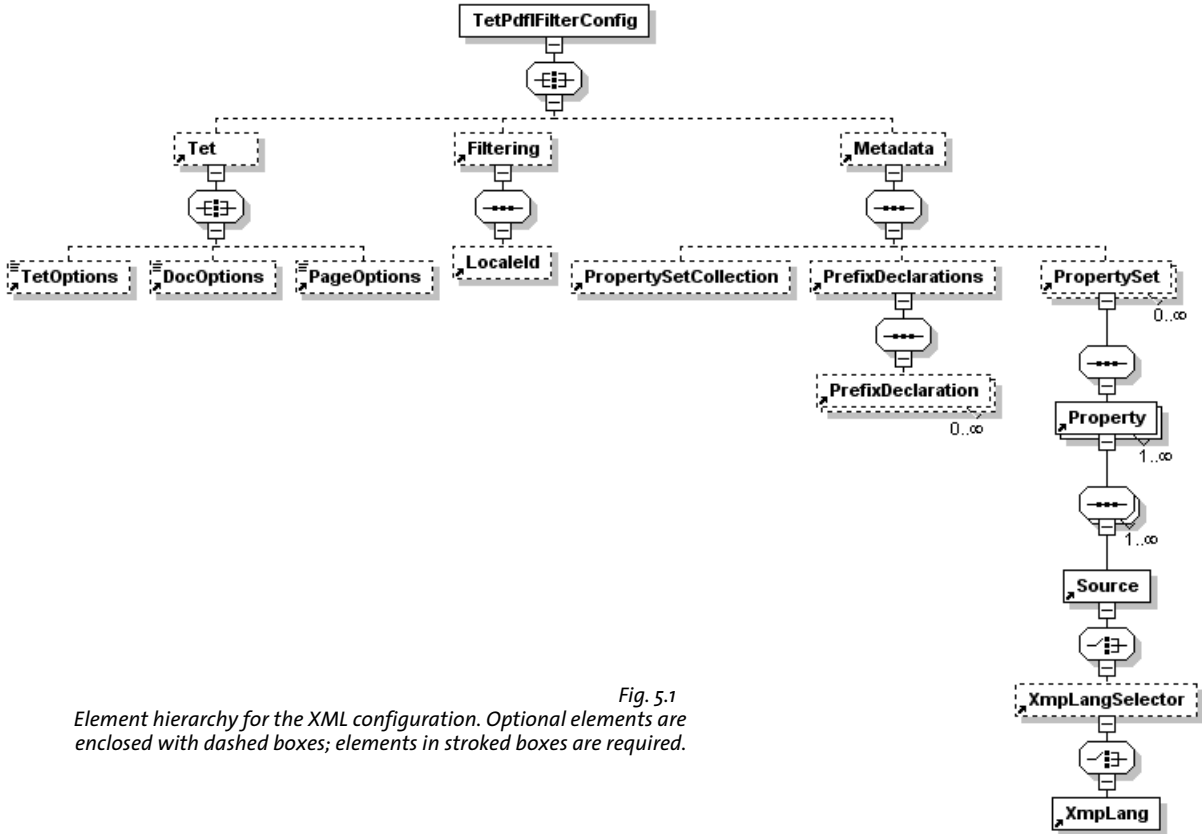 TetPdflFilterConfig
Tet
Filtering
Metadata
TetOptions
DocOptions
PageOptions
LocaleId
PropertySetCollection
PrefixDeclarations
PropertySet
0..∞
PrefixDeclaration
0..∞
Property
1..∞
1..∞
Source
XmpLangSelector
XmpLang
Fig. 5.1
Element hierarchy for the XML configuration. Optional elements are
enclosed with dashed boxes; elements in stroked boxes are required.